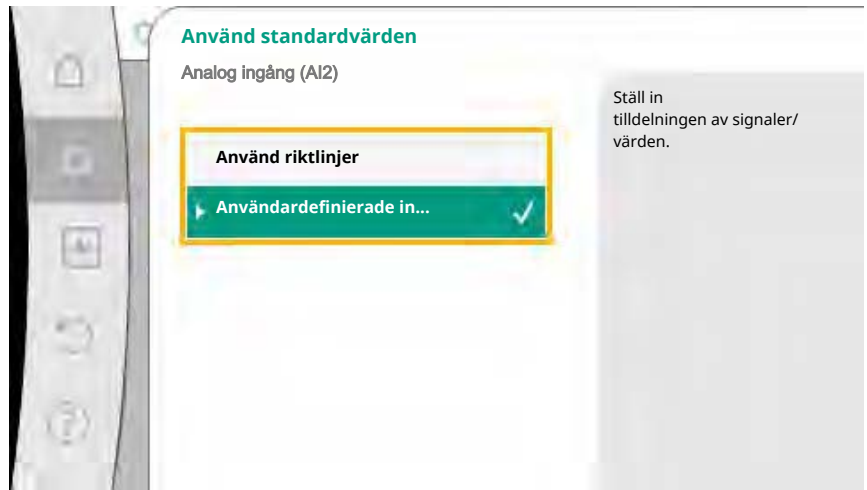 Använd standardvärden
Analog ingång (AI2)
Ställ in
tilldelningen av signaler/
värden.
Använd riktlinjer
Användardefinierade in...